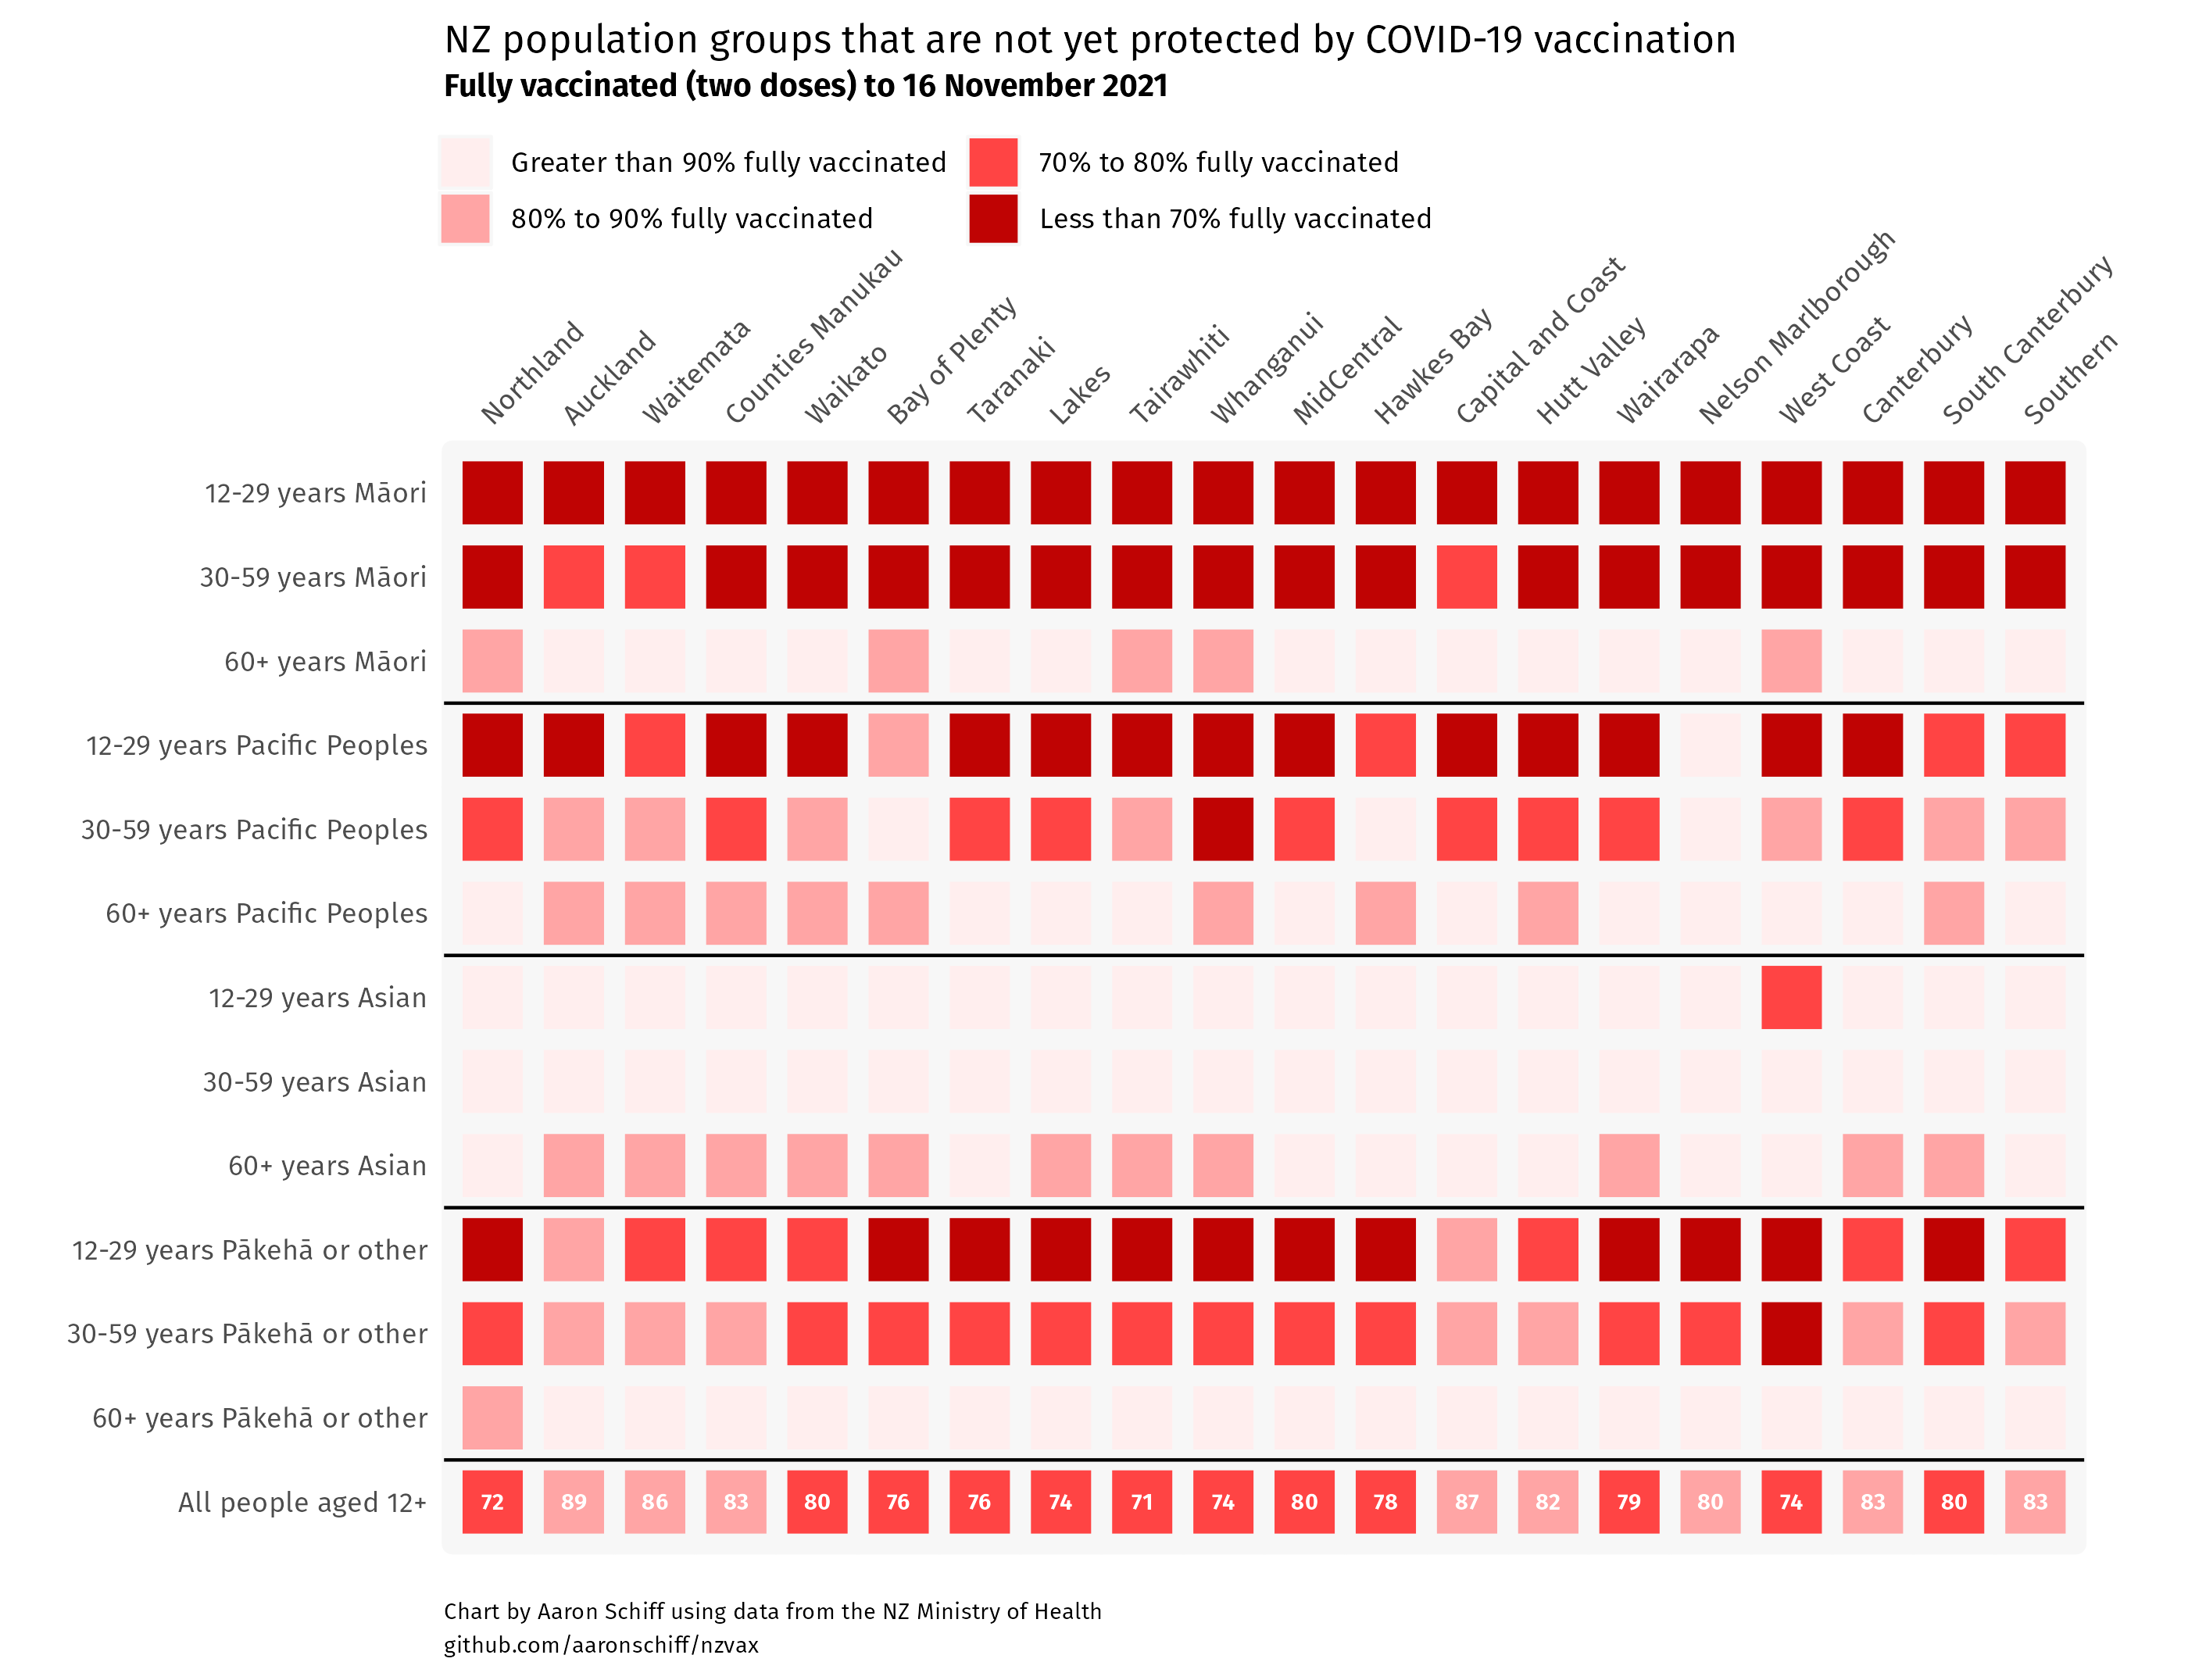 NZ population groups that are not yet protected by COVID-19 vaccination
Fully vaccinated (two doses) to 16 November 2021
Greater than 90% fully vaccinated
70% to 80% fully vaccinated
80% to 90% fully vaccinated
Less than 70% fully vaccinated
Northland
Auckland
Waitemata
Counties Manukau
Waikato
Bay of Plenty
Taranaki
Lakes
Tairawhiti
Whanganui
MidCentral
Hawkes Bay
Capital and Coast
Hutt Valley
Wairarapa
Nelson Marlborough
West Coast
Canterbury
South Canterbury
Southern
12-29 years Māori
30-59 years Māori
60+ years Māori
12-29 years Pacific Peoples
30-59 years Pacific Peoples
60+ years Pacific Peoples
12-29 years Asian
30-59 years Asian
60+ years Asian
12-29 years Pākehā or other
30-59 years Pākehā or other
60+ years Pākehā or other
All people aged 12+ 72 89 86 83 80 76 76 74 71 74 80 78 87 82 79 80 74 83 80 83
Chart by Aaron Schiff using data from the NZ Ministry of Health
github.com/aaronschiff/nzvax